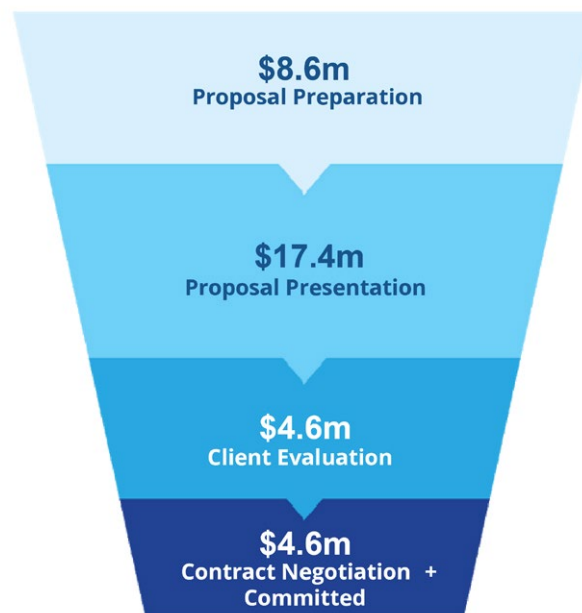 $8.6m
Proposal Preparation
$17.4m
Proposal Presentation
$4.6m
Client Evaluation
$4.6m
Contract Negotiation +
Committed